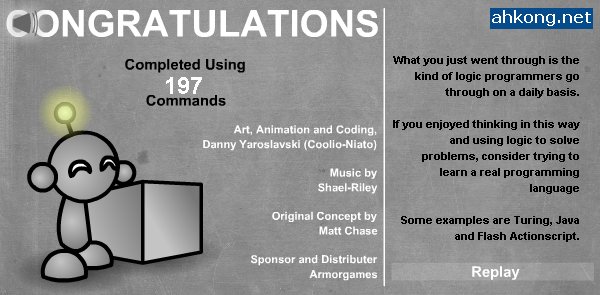 CONGRATULATIONS
ahkong.net
Completed Using
197
Commands
Art, Animation and Coding,
Danny Yaroslavski (Coolio-Niato)
Music by
Shael-Riley
Original Concept by
Matt Chase
Sponsor and Distributer
Armorgames
What you just went through is the
kind of logic programmers go
through on a daily basis.
If you enjoyed thinking in this way
and using logic to solve
problems, consider trying to
learn a real programming
language
Some examples are Turing, Java
and Flash Actionscript.
Replay